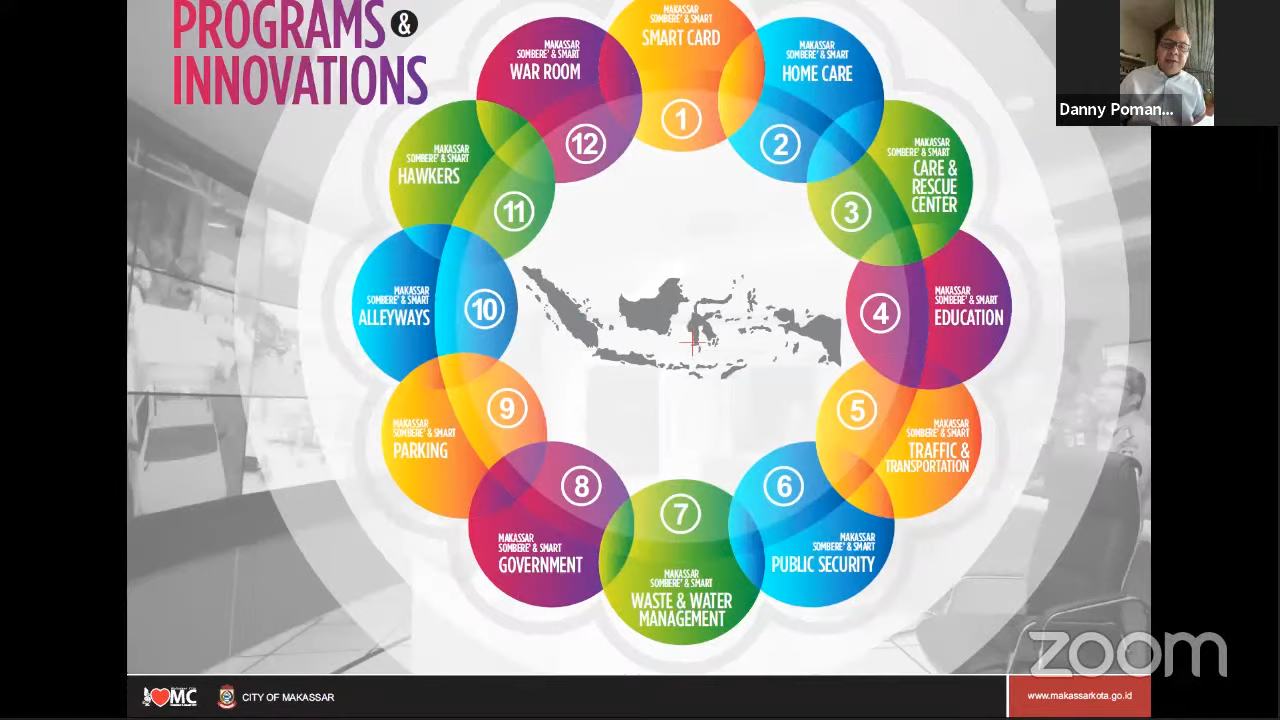 PROGRAMS &
INNOVATIONS
MAKASSAR
SOMBERE' & SMART
SMART CARD
1
MAKASSAR
SOMBERE' & SMART
HOME CARE
2
MAKASSAR
SOMBERE' & SMART
CARE &
RESCUE
CENTER
3
MAKASSAR
SOMBERE' & SMART
EDUCATION
4
MAKASSAR
SOMBERE' & SMART
TRAFFIC &
TRANSPORTATION
5
MAKASSAR
SOMBERE' & SMART
PUBLIC SECURITY
6
MAKASSAR
SOMBERE' & SMART
WASTE & WATER
MANAGEMENT
7
MAKASSAR
SOMBERE' & SMART
GOVERNMENT
8
MAKASSAR
SOMBERE' & SMART
PARKING
9
MAKASSAR
SOMBERE' & SMART
ALLEYWAYS
10
MAKASSAR
SOMBERE' & SMART
HAWKERS
11
MAKASSAR
SOMBERE' & SMART
WAR ROOM
12
Danny Poman...
zoom
MC
CITY OF MAKASSAR
www.makassarkota.go.id